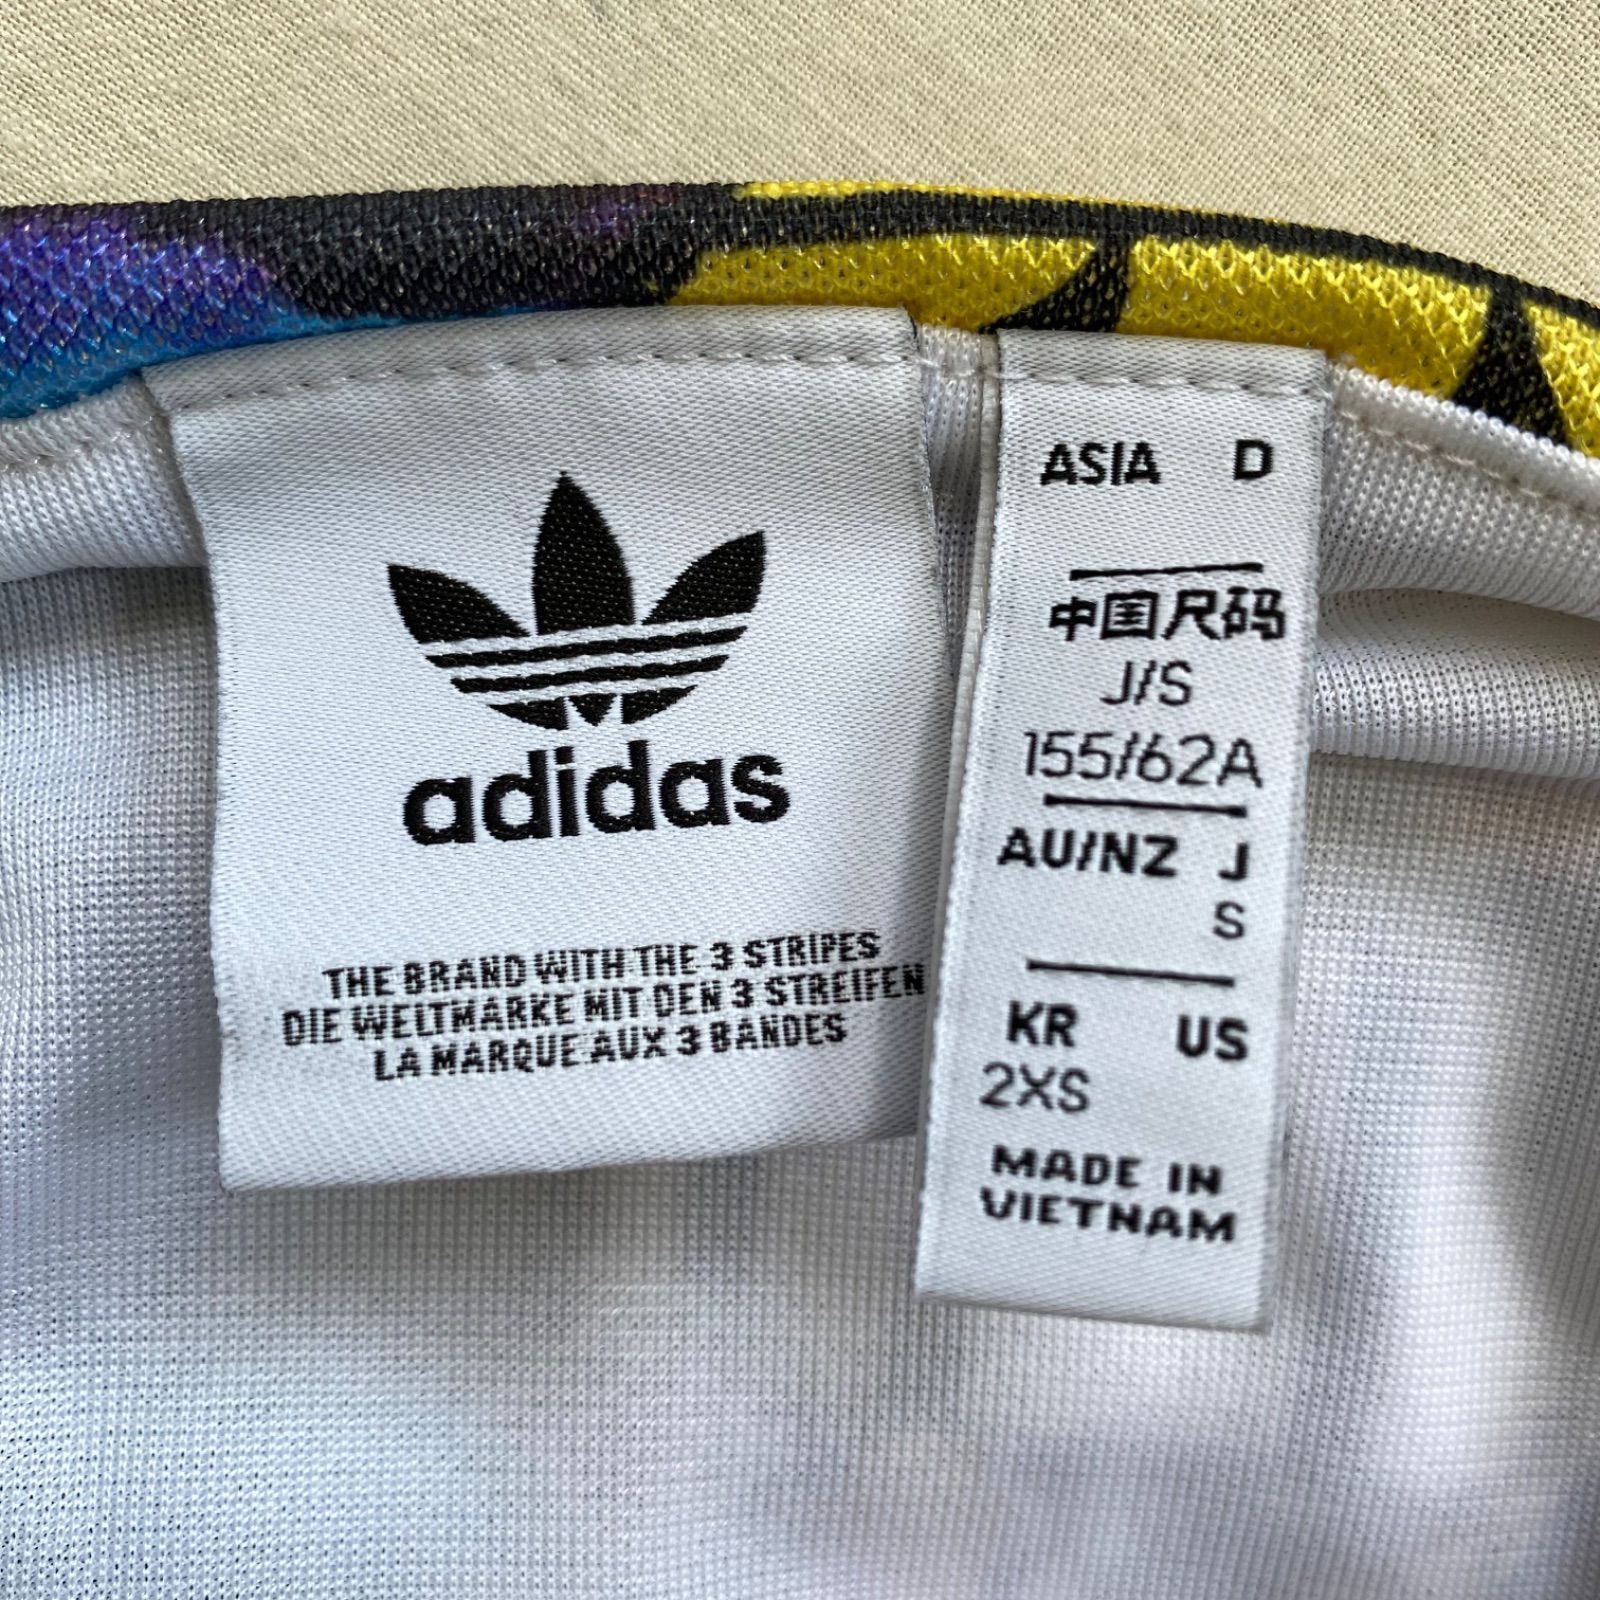 adidas
THE BRAND WITH THE 3 STRIPES
DIE WELTMARKE MIT DEN 3 STREIFEN
LA MARQUE AUX 3 BANDES
ASIA D
中国尺码
J/S
155/62A
AU/NZ J
S
KR US
2XS
MADE IN
VIETNAM